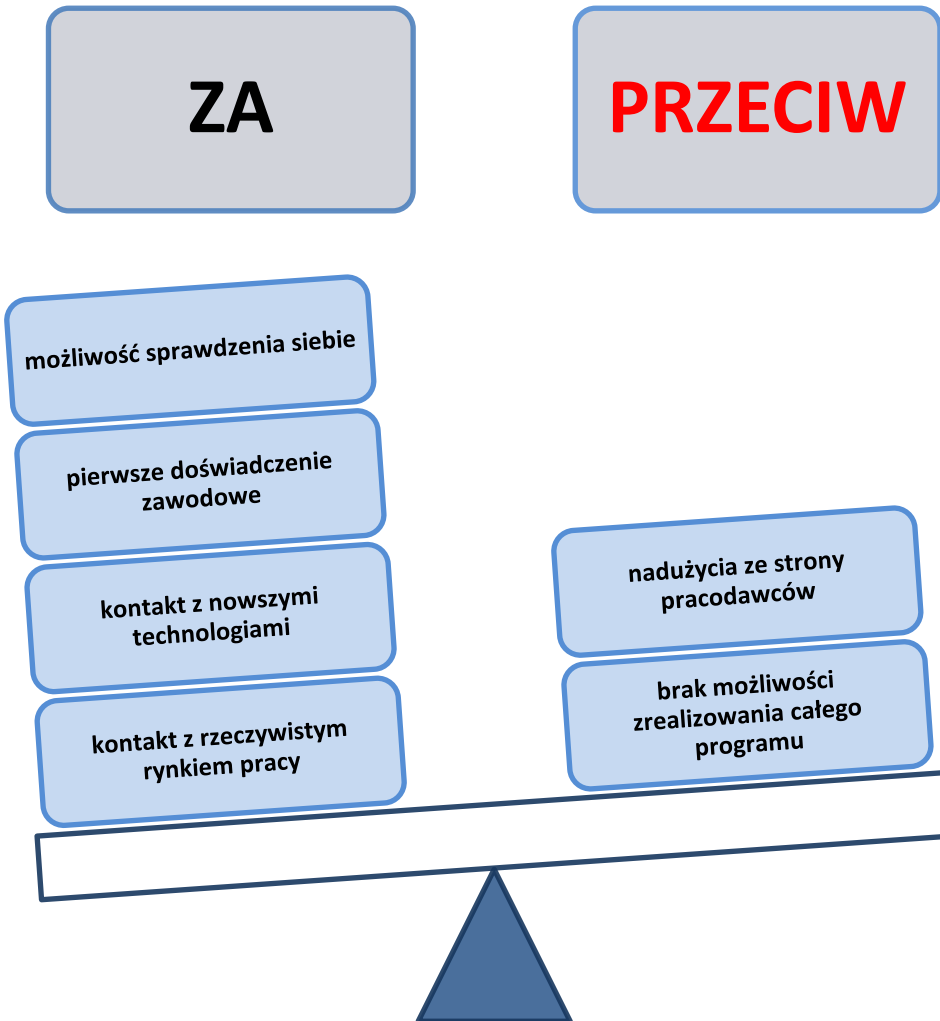 ZA
PRZECIW
możliwość sprawdzenia siebie
pierwsze doświadczenie
zawodowe
kontakt z nowszymi
technologiami
kontakt z rzeczywistym
rynkiem pracy
nadużycia ze strony
pracodawców
brak możliwości
zrealizowania całego
programu